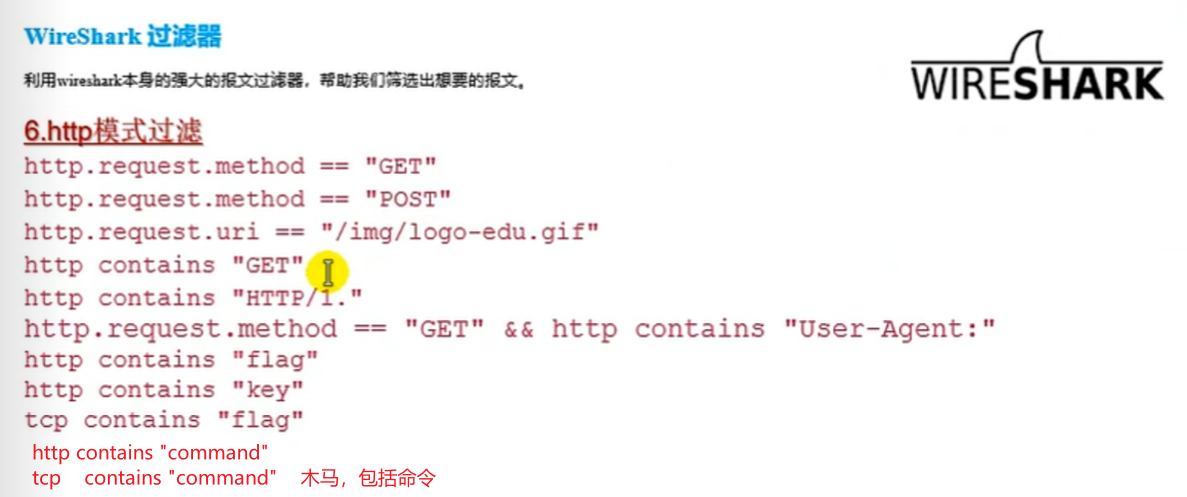 WireShark 过滤器
WIRESHARK
利用wireshark本身的强大的报文过滤器，帮助我们筛选出想要的报文。
6.http模式过滤
http.request.method == "GET"
http.request.method == "POST"
http.request.uri == "/img/logo-edu.gif"
http contains "GET"
http contains "HTTP/1."
http.request.method == "GET" && http contains "User-Agent:"
http contains "flag"
http contains "key"
tcp contains "flag"
http contains "command"
tcp contains "command" 木马，包括命令